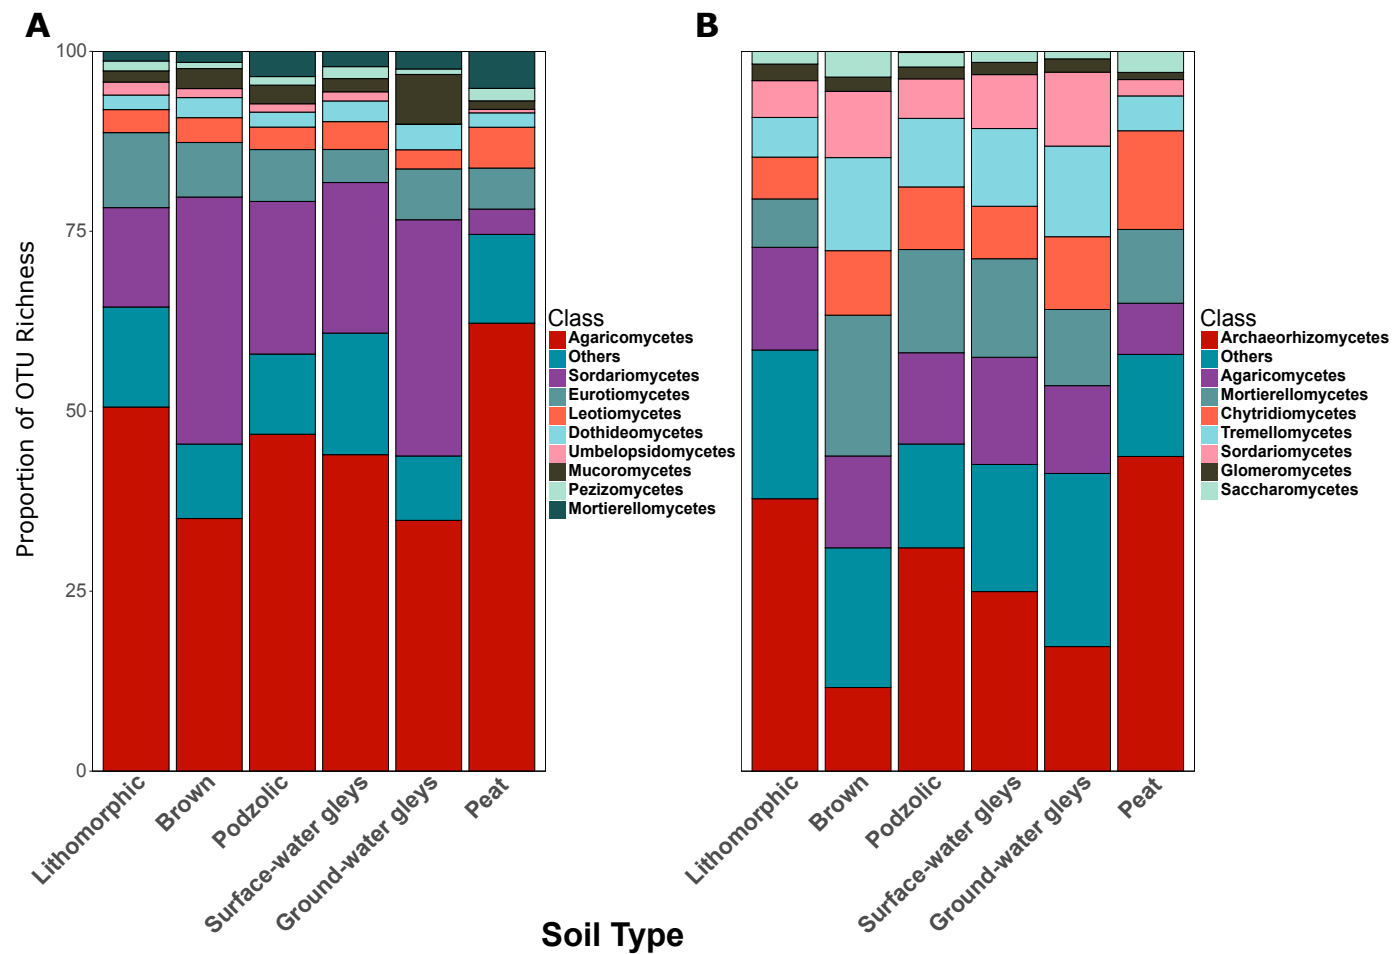 A
B
Proportion of OTU Richness
100
75
50
25
0
Lithomorphic
Brown
Podzolic
Surface-water gleys
Ground-water gleys
Peat
Class
Agaricomycetes
Others
Sordariomycetes
Eurotiomycetes
Leotiomycetes
Dothideomycetes
Umbelopsidomycetes
Mucoromycetes
Pezizomycetes
Mortierellomycetes
Lithomorphic
Brown
Podzolic
Surface-water gleys
Ground-water gleys
Peat
Class
Archaeorhizomycetes
Others
Agaricomycetes
Mortierellomycetes
Chytridiomycetes
Tremellomycetes
Sordariomycetes
Glomeromycetes
Saccharomycetes
Soil Type